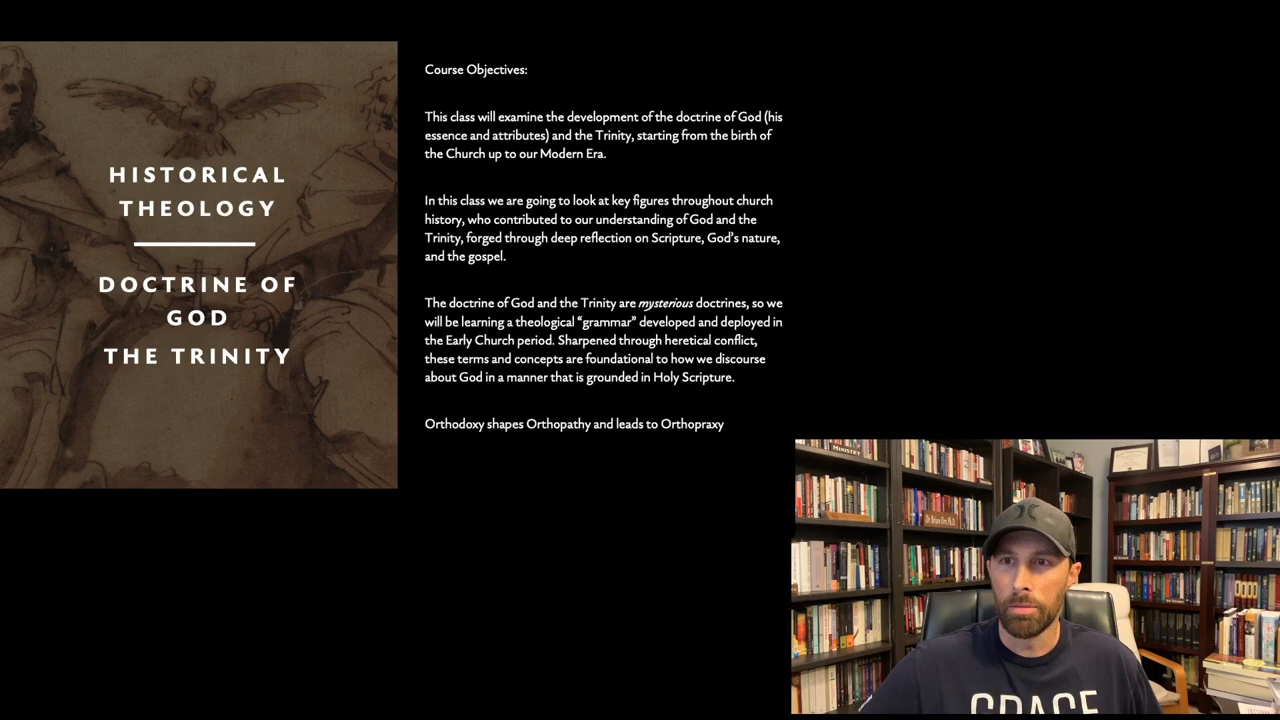 HISTORICAL
THEOLOGY
DOCTRINE OF
GOD
THE TRINITY
Course Objectives:
This class will examine the development of the doctrine of God (his
essence and attributes) and the Trinity, starting from the birth of
the Church up to our Modern Era.
In this class we are going to look at key figures throughout church
history, who contributed to our understanding of God and the
Trinity, forged through deep reflection on Scripture, God's nature,
and the gospel.
The doctrine of God and the Trinity are mysterious doctrines, so we
will be learning a theological “grammar” developed and deployed in
the Early Church period. Sharpened through heretical conflict,
these terms and concepts are foundational to how we discourse
about God in a manner that is grounded in Holy Scripture.
Orthodoxy shapes Orthopathy and leads to Orthopraxy
MINISTRY
GRACE